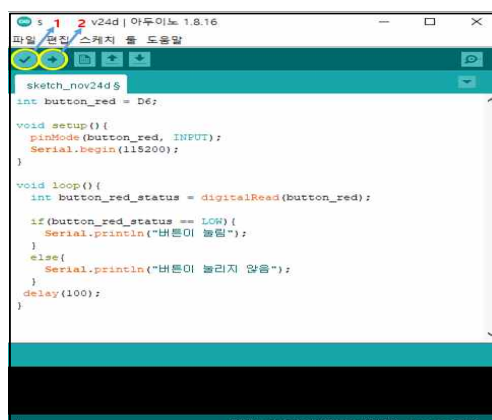 s 1 2 v24d | 아두이노 1.8.16
파일 편집 스케치 툴 도움말
sketch_nov24d §
int button_red = D6;
void setup(){
pinMode(button_red, INPUT);
Serial.begin(115200);
}
void loop(){
int button_red_status = digitalRead(button_red);
if(button_red_status == LOW){
Serial.println("버튼이 눌림");
}
else{
Serial.println("버튼이 눌리지 않음");
}
delay(100);
}